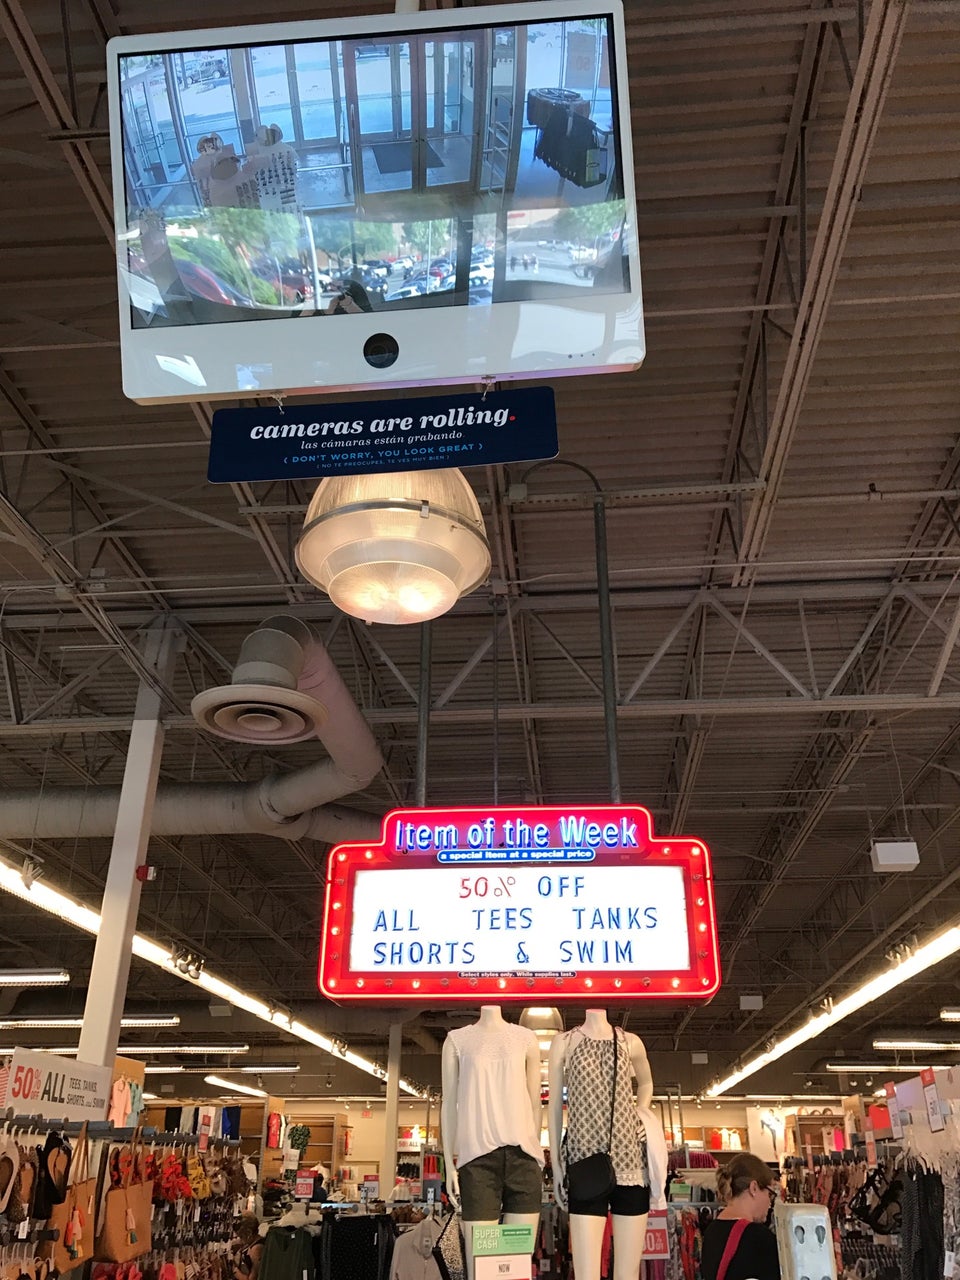 cameras are rolling.
las cámaras están grabando.
( DON'T WORRY, YOU LOOK GREAT )
( NO TE PREOCUPES, TE VES MUY BIEN )
Item of the Week
a special item at a special price
50% OFF
ALL TEES TANKS
SHORTS & SWIM
Select styles only. While supplies last.
50% OFF ALL TEES, TANKS,
SHORTS, and SWIM
SUPER
CASH
NOW